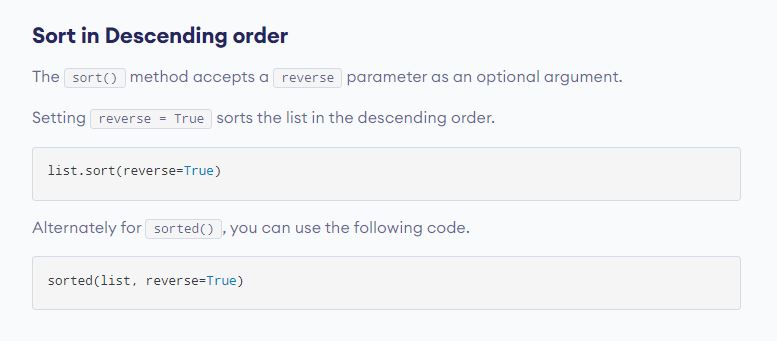 Sort in Descending order
The sort() method accepts a reverse parameter as an optional argument.
Setting reverse = True sorts the list in the descending order.
list.sort(reverse=True)
Alternately for sorted(), you can use the following code.
sorted(list, reverse=True)